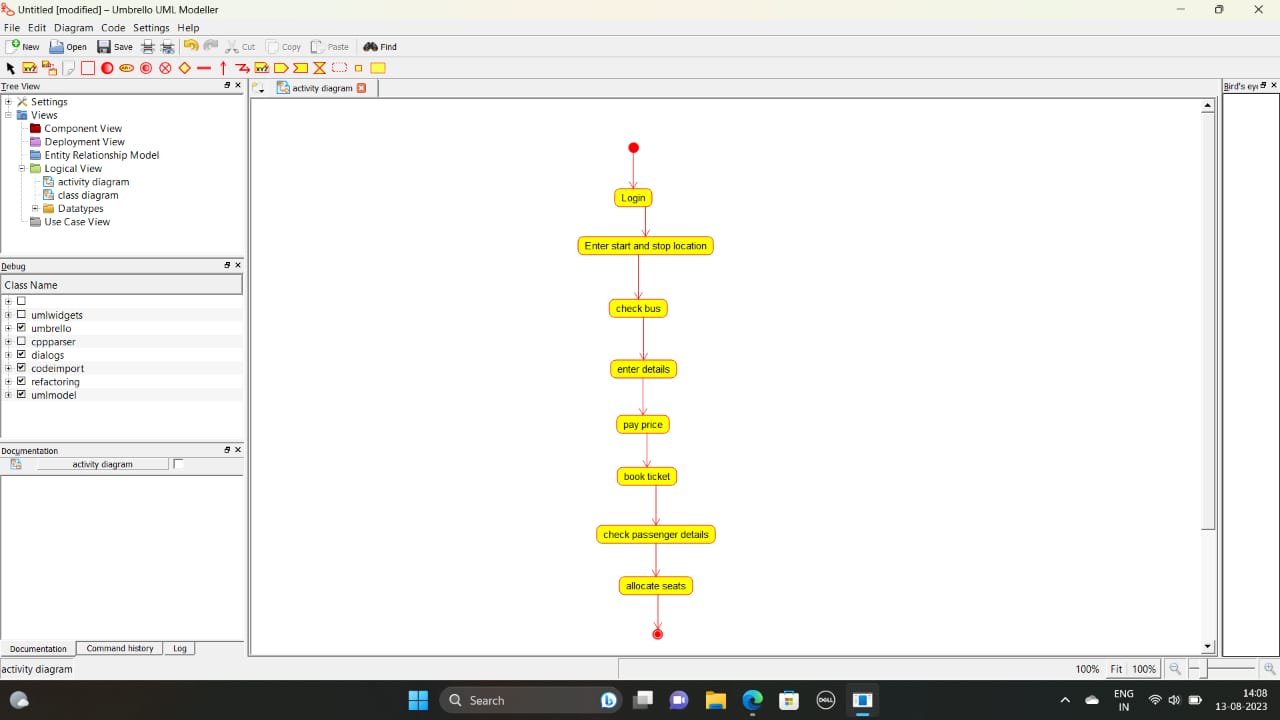 Untitled [modified] – Umbrello UML Modeller
File Edit Diagram Code Settings Help
New Open Save Cut Copy Paste Find
Tree View
activity diagram
Bird's ey
Settings
Views
Component View
Deployment View
Entity Relationship Model
Logical View
activity diagram
class diagram
Datatypes
Use Case View
Debug
Class Name
umlwidgets
umbrello
cppparser
dialogs
codeimport
refactoring
umlmodel
Documentation
activity diagram
Login
Enter start and stop location
check bus
enter details
pay price
book ticket
check passenger details
allocate seats
Documentation Command history Log
activity diagram
100% Fit 100%
Search
DELL
ENG
IN
14:08
13-08-2023